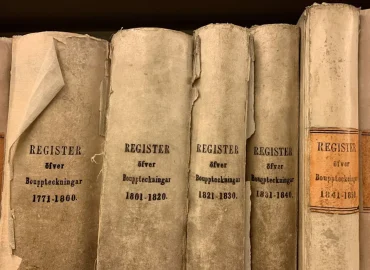 REGISTER
öfver
Bouppteckningar
1771-1800.
REGISTER
öfver
Bouppteckningar
1801-1820.
REGISTER
öfver
Bouppteckningar
1821-1830.
REGISTER
öfver
Bouppteckningar
1831-1840.
REGISTER
öfver
Bouppteckningar